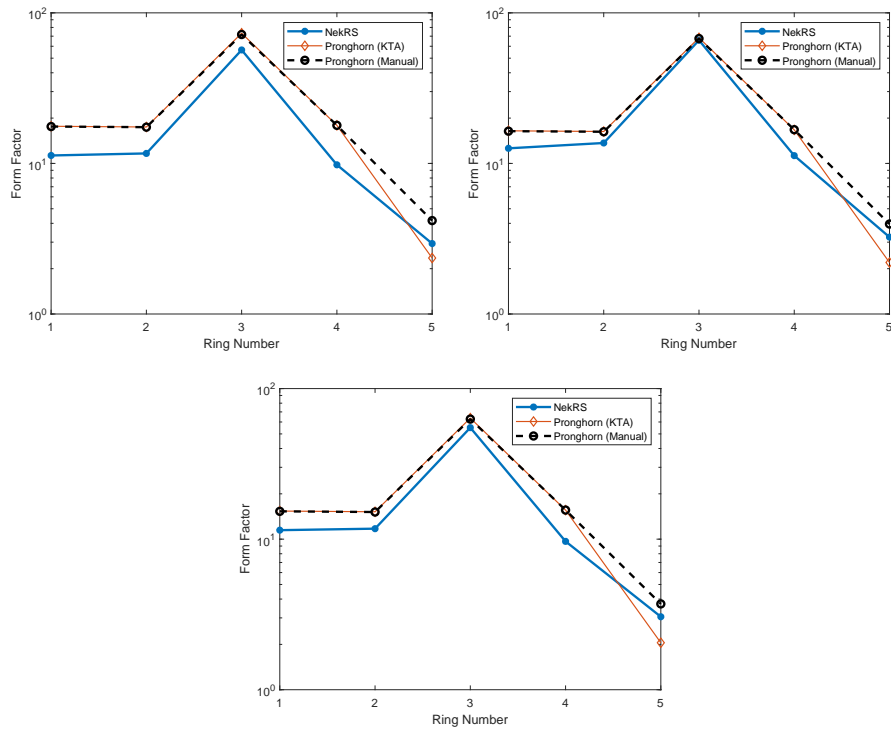 10²
10¹
10⁰
Form Factor
1 2 3 4 5
Ring Number
NekRS
Pronghorn (KTA)
Pronghorn (Manual)
10²
10¹
10⁰
Form Factor
1 2 3 4 5
Ring Number
NekRS
Pronghorn (KTA)
Pronghorn (Manual)
10²
10¹
10⁰
Form Factor
1 2 3 4 5
Ring Number
NekRS
Pronghorn (KTA)
Pronghorn (Manual)